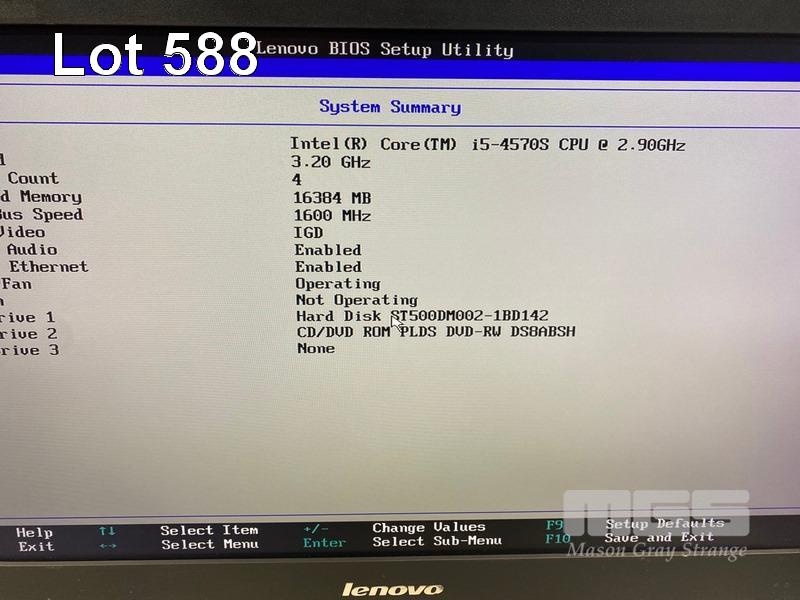 Lot 588
Lenovo BIOS Setup Utility
System Summary
Intel(R) Core(TM) i5-4570S CPU @ 2.90GHz
3.20 GHz
Count 4
d Memory 16384 MB
Bus Speed 1600 MHz
Video IGD
Audio Enabled
Ethernet Enabled
Fan Operating
Not Operating
rive 1 Hard Disk ST500DM002-1BD142
rive 2 CD/DVD ROM PLDS DVD-RW DS8ABSH
rive 3 None
Help ↑↓ Select Item +/- Change Values F9 Setup Defaults
Exit ↔ Select Menu Enter Select Sub-Menu F10 Save and Exit
MGS
Mason Gray Strange
lenovo